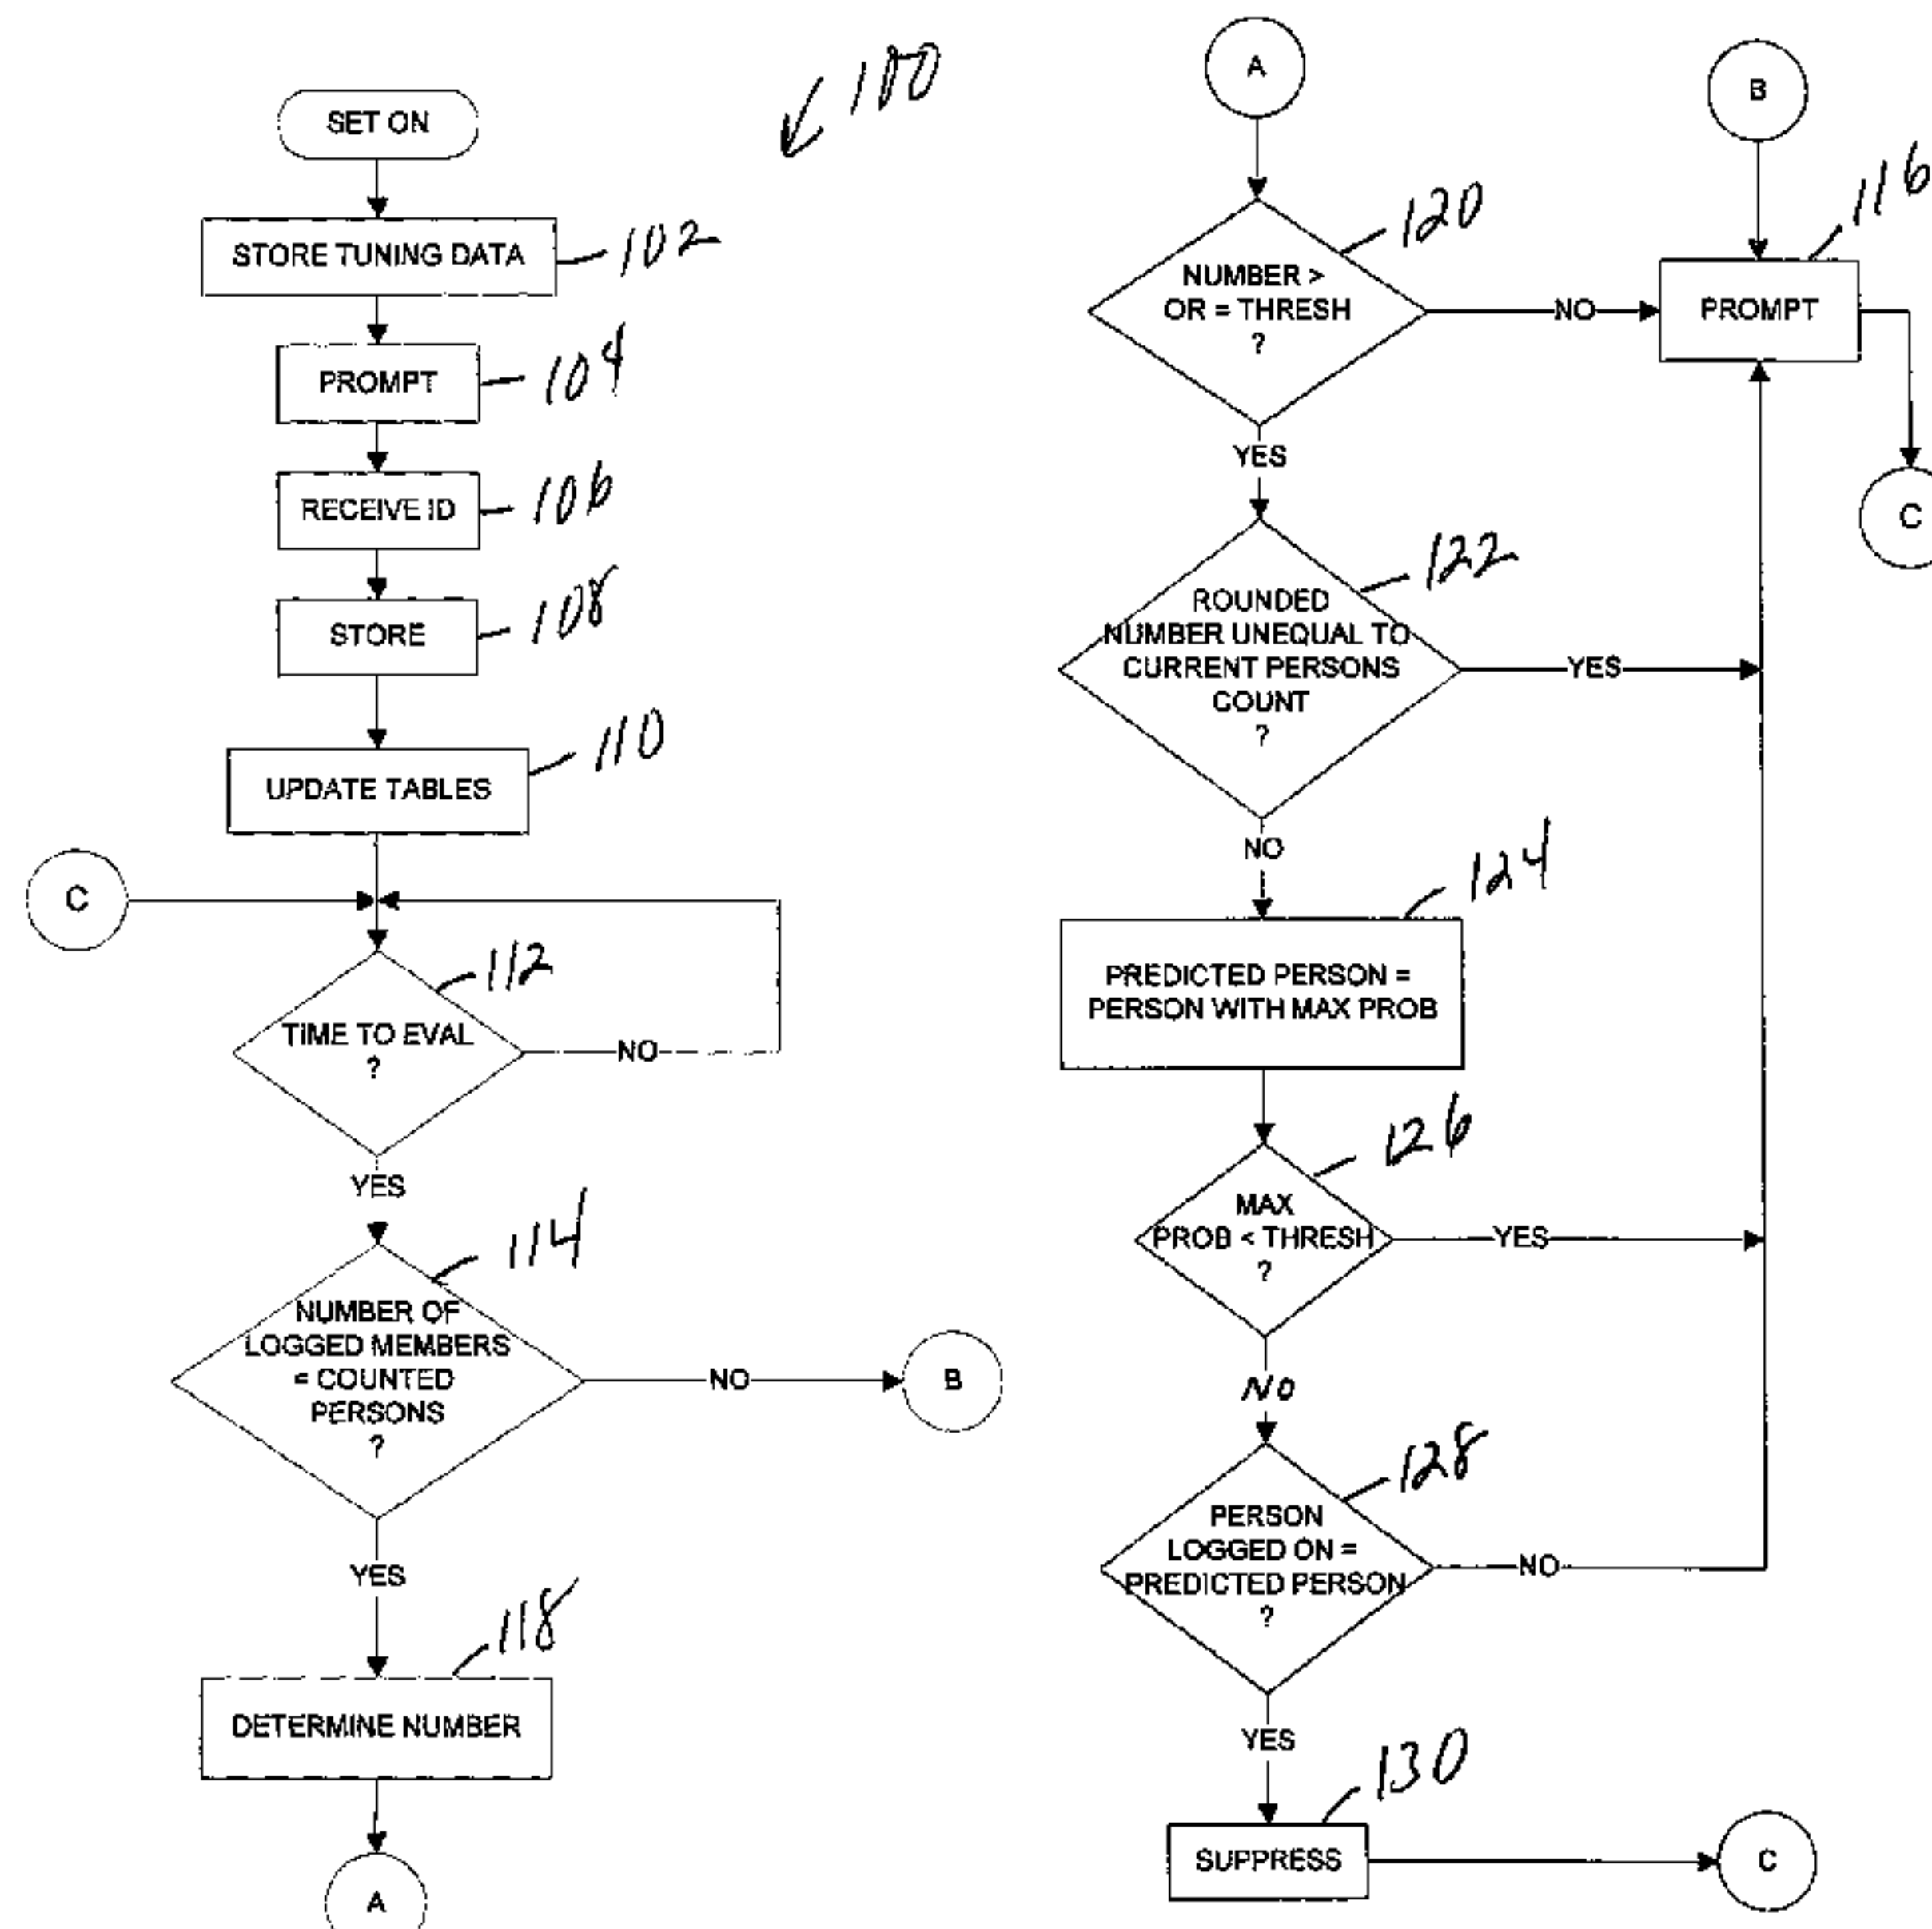 100
SET ON
STORE TUNING DATA
102
PROMPT
104
RECEIVE ID
106
STORE
108
UPDATE TABLES
110
C
112
TIME TO EVAL
?
NO
YES
114
NUMBER OF
LOGGED MEMBERS
= COUNTED
PERSONS
?
NO
B
YES
118
DETERMINE NUMBER
A
A
120
NUMBER >
OR = THRESH
?
NO
YES
B
116
PROMPT
C
122
ROUNDED
NUMBER UNEQUAL TO
CURRENT PERSONS
COUNT
?
YES
NO
124
PREDICTED PERSON =
PERSON WITH MAX PROB
126
MAX
PROB < THRESH
?
YES
NO
128
PERSON
LOGGED ON =
PREDICTED PERSON
?
NO
YES
130
SUPPRESS
C